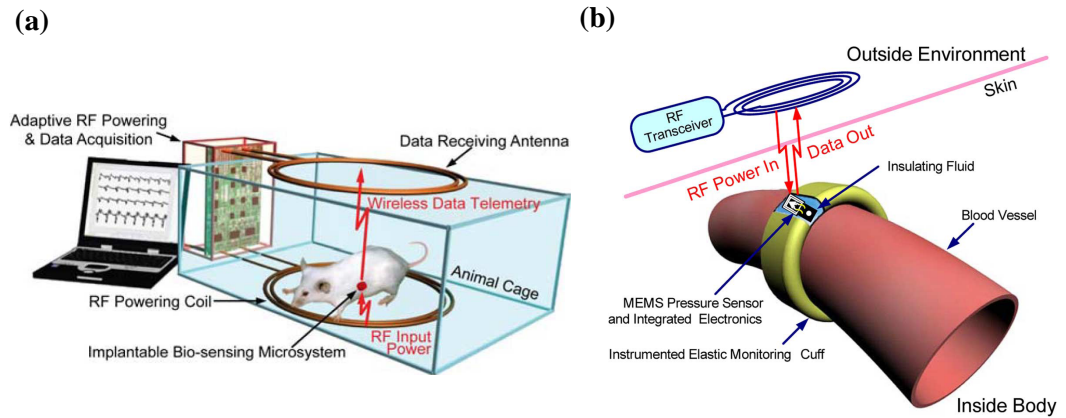 (a)
Adaptive RF Powering
& Data Acquisition
Data Receiving Antenna
Wireless Data Telemetry
Animal Cage
RF Powering Coil
RF Input
Power
Implantable Bio-sensing Microsystem
(b)
Outside Environment
Skin
RF
Transceiver
RF Power In
Data Out
Insulating Fluid
Blood Vessel
MEMS Pressure Sensor
and Integrated Electronics
Instrumented Elastic Monitoring Cuff
Inside Body